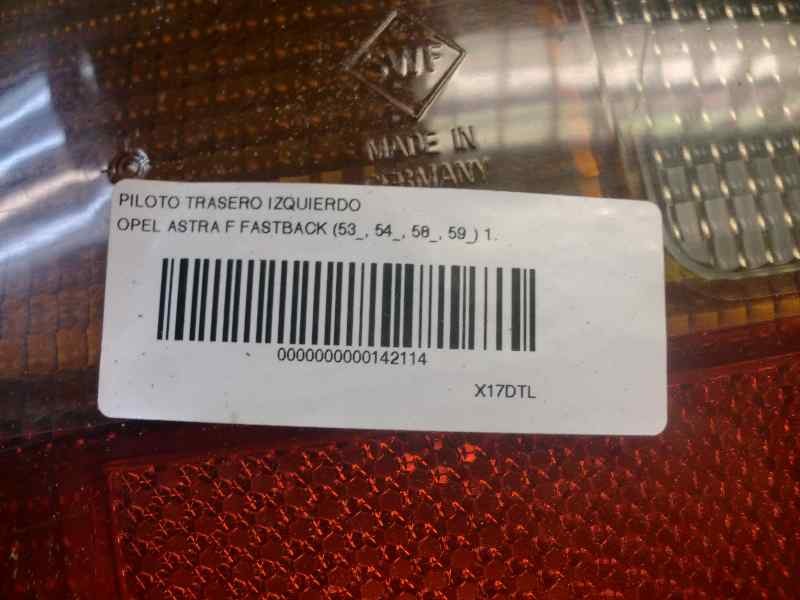 SWF
MADE IN
GERMANY
PILOTO TRASERO IZQUIERDO
OPEL ASTRA F FASTBACK (53_, 54_, 58_, 59_) 1.
0000000000142114
X17DTL